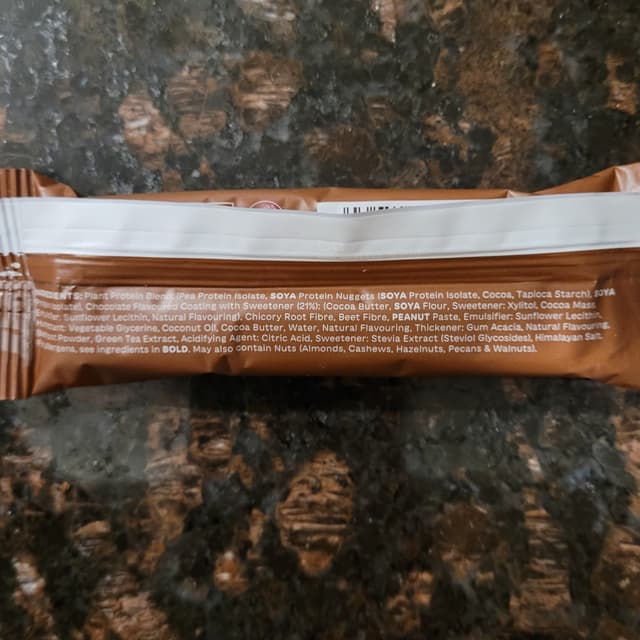 Plant Protein Blend (Pea Protein Isolate, SOYA Protein Nuggets (SOYA Protein Isolate, Cocoa, Tapioca Starch), SOYA
Chocolate Flavoured Coating with Sweetener (21%): (Cocoa Butter, SOYA Flour, Sweetener: Xylitol, Cocoa Mass,
Lecithin, Natural Flavouring), Chicory Root Fibre, Beet Fibre, PEANUT Paste, Emulsifier: Sunflower Lecithin,
Vegetable Glycerine, Coconut Oil, Cocoa Butter, Water, Natural Flavouring, Thickener: Gum Acacia, Natural Flavouring,
Powder, Green Tea Extract, Acidifying Agent: Citric Acid, Sweetener: Stevia Extract (Steviol Glycosides), Himalayan Salt.
see ingredients in BOLD. May also contain Nuts (Almonds, Cashews, Hazelnuts, Pecans & Walnuts).